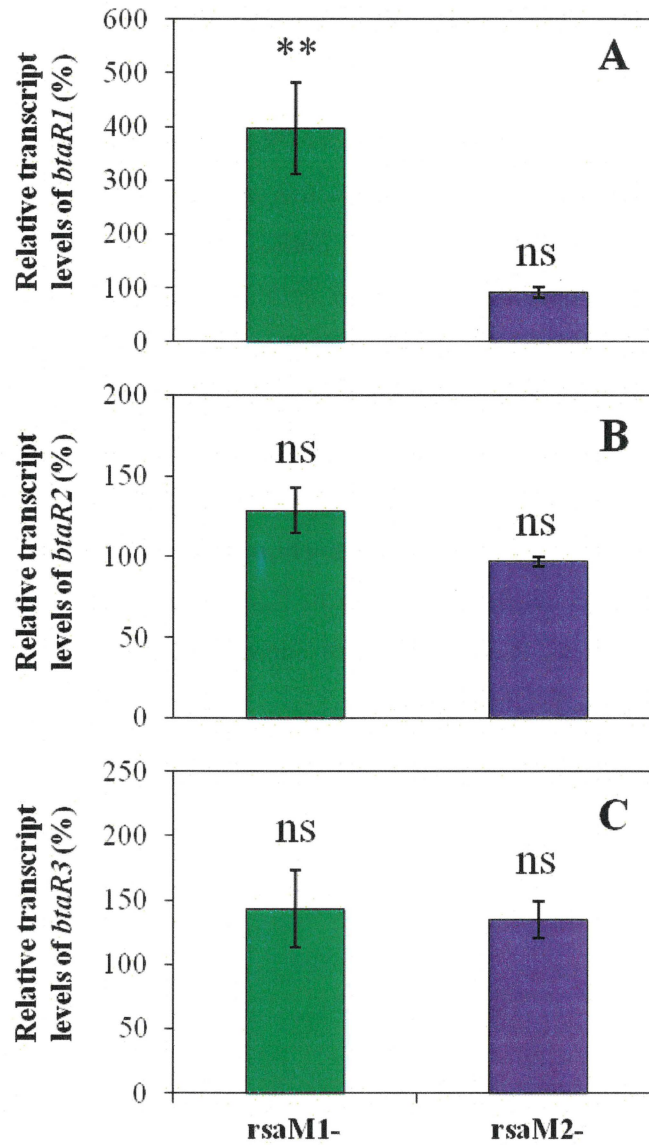 Relative transcript
levels of btaR1 (%)
600
500
400
300
200
100
0
**
ns
A
Relative transcript
levels of btaR2 (%)
200
150
100
50
0
ns
ns
B
Relative transcript
levels of btaR3 (%)
250
200
150
100
50
0
ns
ns
C
rsaM1-
rsaM2-